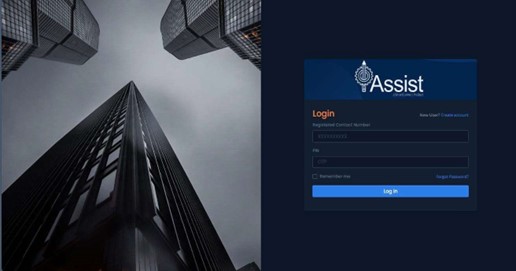 Assist
Login
New User? Create account
Registered Contact Number
PIN
Remember me
Forgot Password?
Log In